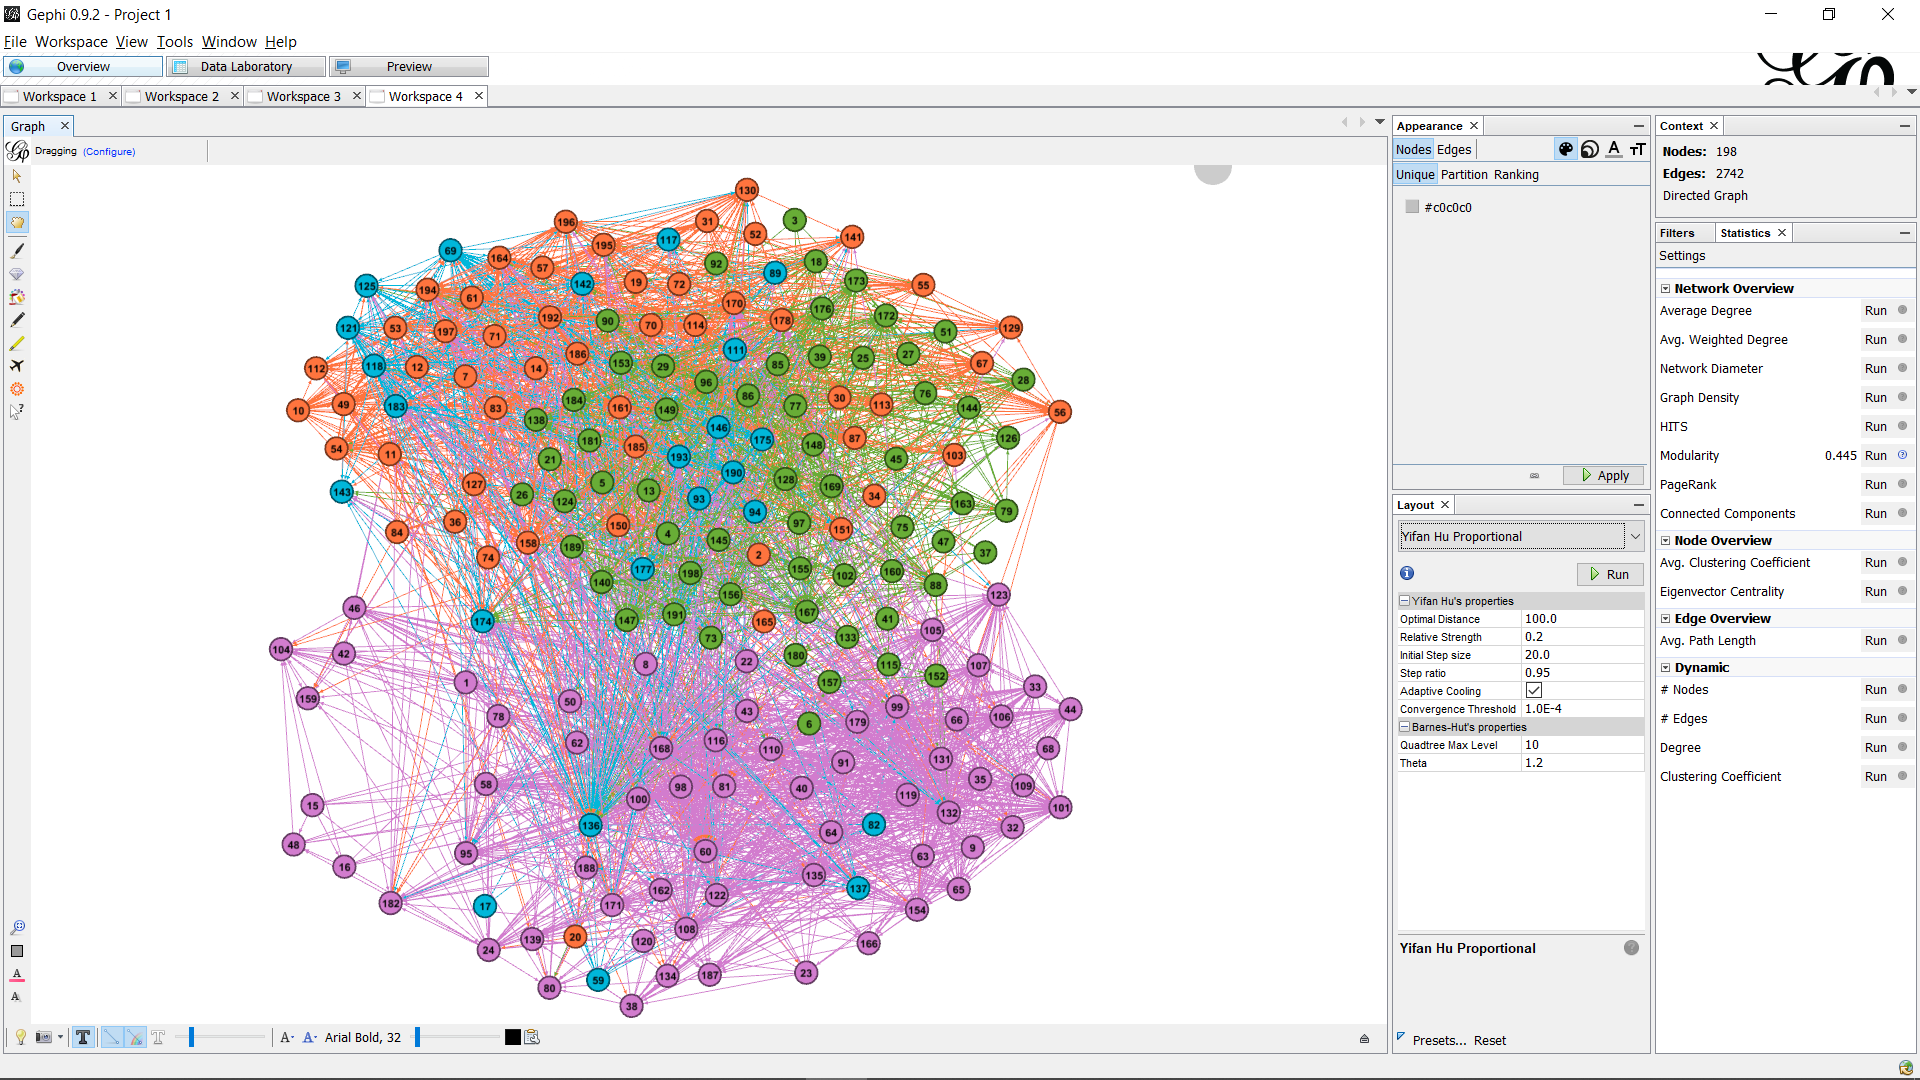 Gephi 0.9.2 - Project 1
File Workspace View Tools Window Help
Overview Data Laboratory Preview
Workspace 1 Workspace 2 Workspace 3 Workspace 4
Graph
Dragging (Configure)
130
196 31 3
195 117 52 141
69 164 57 92 89 18
125 194 61 142 19 72 173 55
170 176
121 53 197 71 192 90 70 114 178 172 51 129
112 118 12 7 14 186 153 29 111 85 39 25 27 67 28
10 49 183 83 138 184 161 149 96 86 77 30 113 76 144 56
54 11 181 185 146 175 148 87 45 103 126
143 127 21 26 124 5 13 193 190 93 94 128 169 34 163 79
84 36 74 158 189 150 4 145 2 97 151 75 47 37
140 177 198 156 155 102 160 88
46 174 147 191 73 165 167 133 41 105 123
104 42 8 22 180 115 152 107
159 1 78 50 43 157 6 179 99 66 106 33 44
62 168 116 110 91 131 35 68
58 100 98 81 40 119 132 109 101
15 136 64 82 32
48 16 95 188 60 135 137 63 9
182 17 171 162 122 65 154
24 139 20 120 108 166
80 59 134 187 23
38
Arial Bold, 32
Appearance
Nodes Edges
Unique Partition Ranking
#c0c0c0
Apply
Layout
Yifan Hu Proportional
Run
Yifan Hu's properties
Optimal Distance 100.0
Relative Strength 0.2
Initial Step size 20.0
Step ratio 0.95
Adaptive Cooling
Convergence Threshold 1.0E-4
Barnes-Hut's properties
Quadtree Max Level 10
Theta 1.2
Yifan Hu Proportional
Presets... Reset
Context
Nodes: 198
Edges: 2742
Directed Graph
Filters Statistics
Settings
Network Overview
Average Degree Run
Avg. Weighted Degree Run
Network Diameter Run
Graph Density Run
HITS Run
Modularity 0.445 Run
PageRank Run
Connected Components Run
Node Overview
Avg. Clustering Coefficient Run
Eigenvector Centrality Run
Edge Overview
Avg. Path Length Run
Dynamic
# Nodes Run
# Edges Run
Degree Run
Clustering Coefficient Run